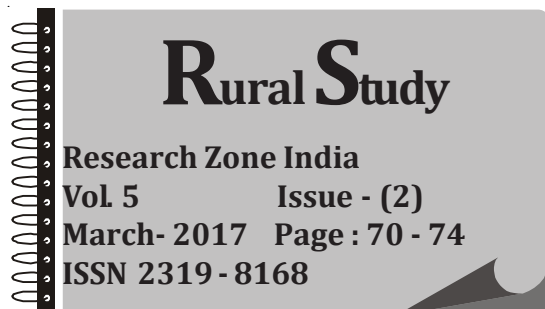 Rural Study
Research Zone India
Vol. 5 Issue - (2)
March- 2017 Page : 70 - 74
ISSN 2319 - 8168